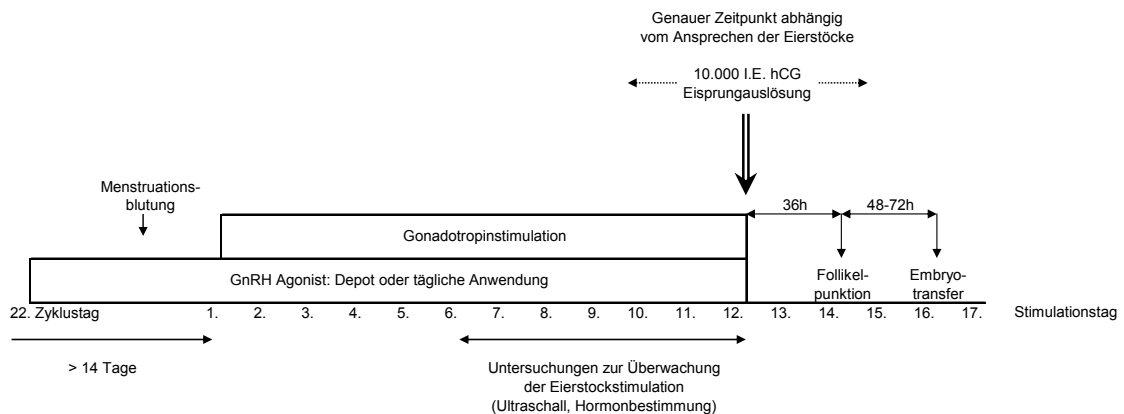 Genauer Zeitpunkt abhängig
vom Ansprechen der Eierstöcke
10.000 I.E. hCG
Eisprungauslösung
Menstruations-
blutung
36h
48-72h
Gonadotropinstimulation
GnRH Agonist: Depot oder tägliche Anwendung
Follikel-
punktion
Embryo-
transfer
22. Zyklustag 1. 2. 3. 4. 5. 6. 7. 8. 9. 10. 11. 12. 13. 14. 15. 16. 17. Stimulationstag
> 14 Tage
Untersuchungen zur Überwachung
der Eierstockstimulation
(Ultraschall, Hormonbestimmung)